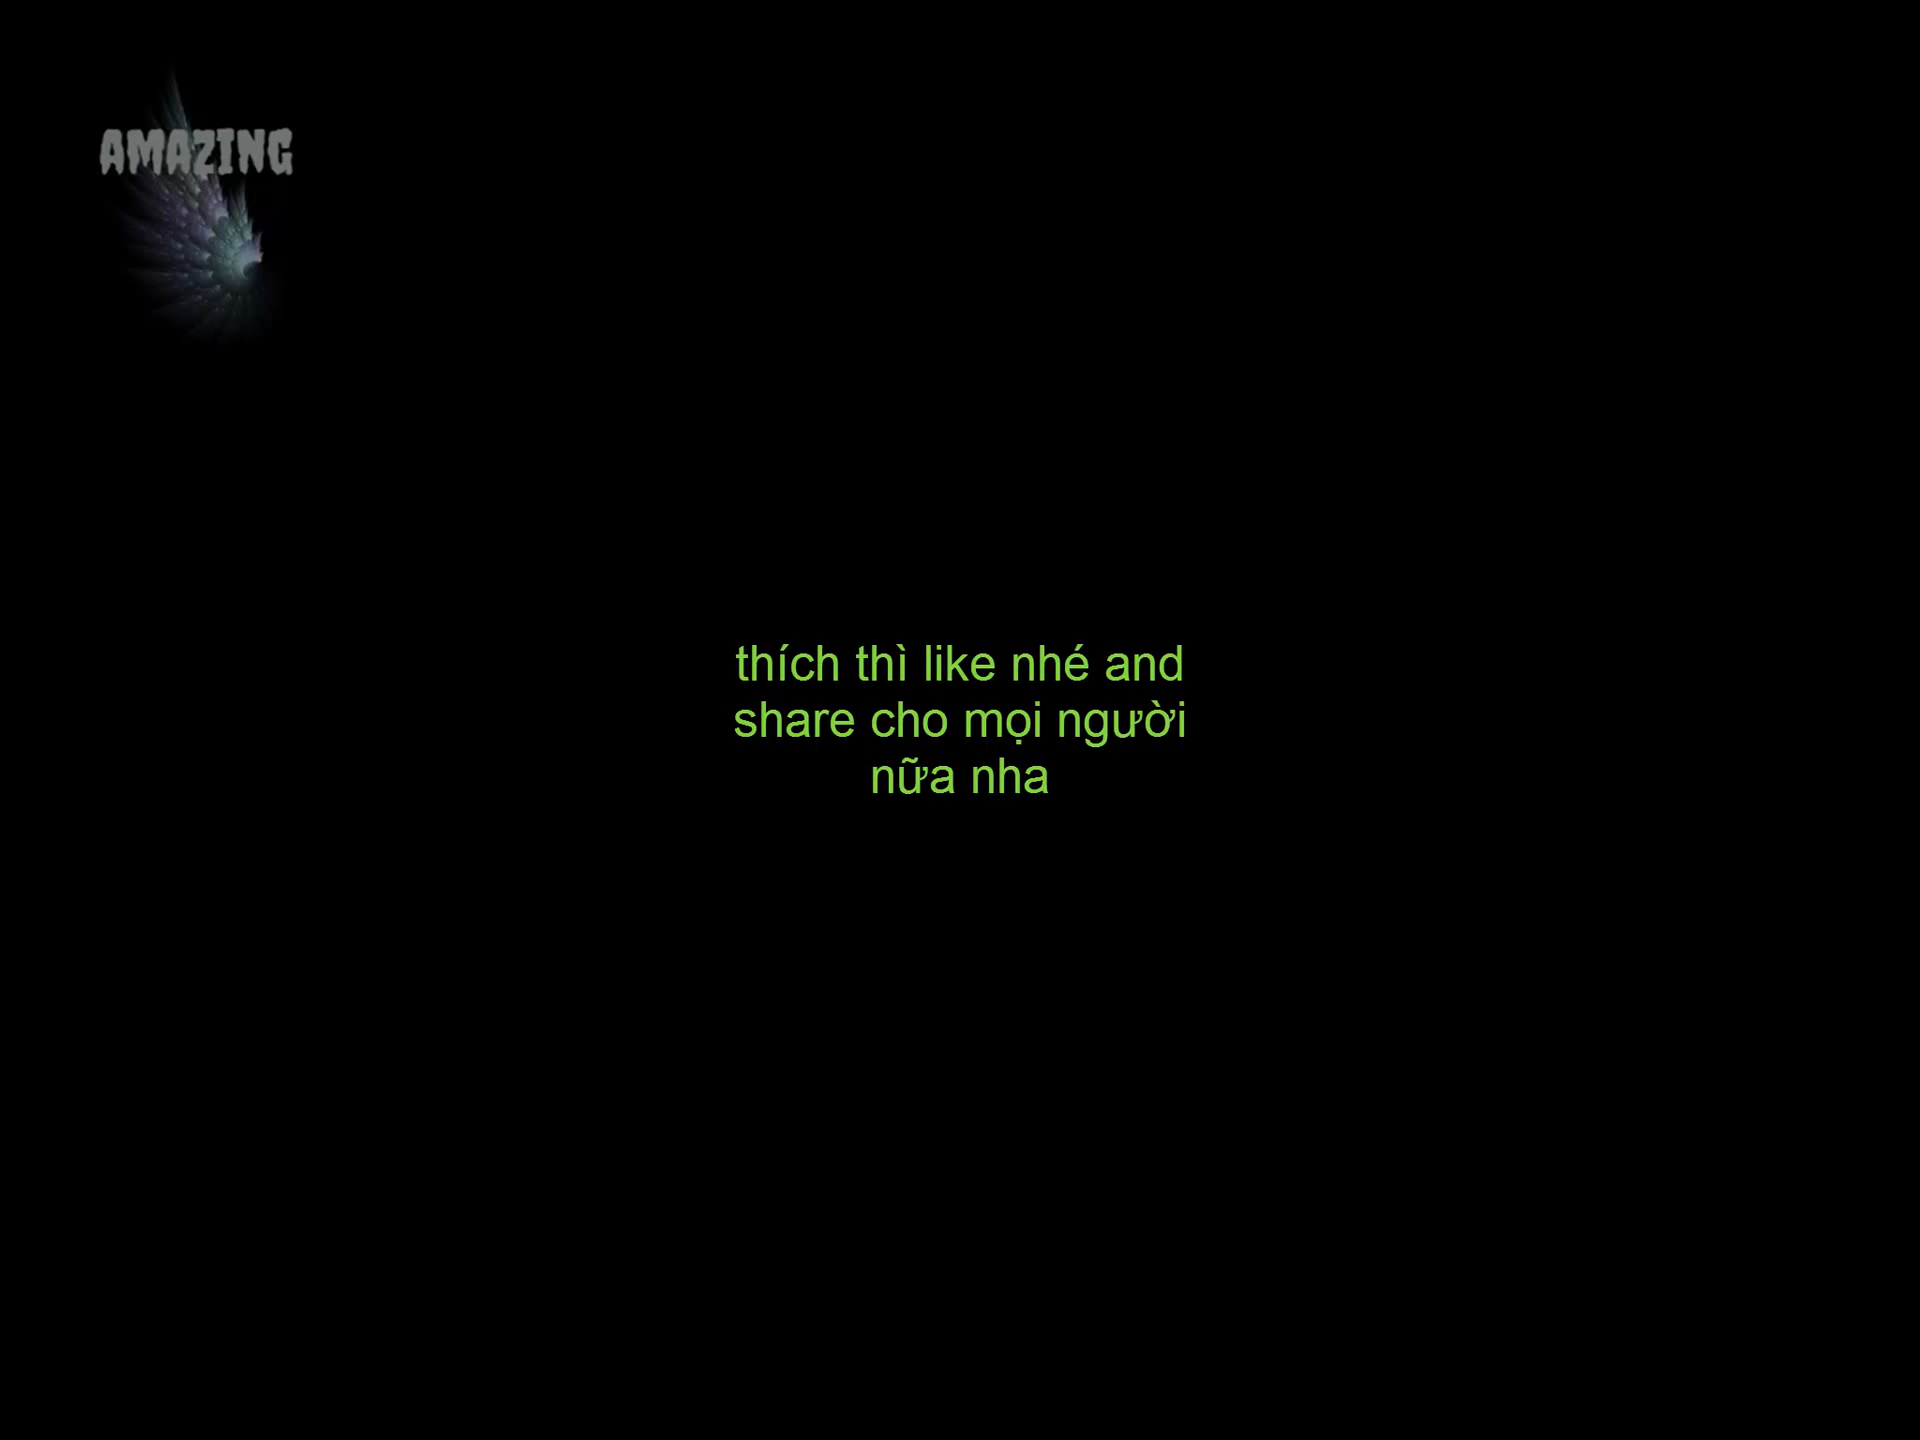 AMAZING
thích thì like nhé and
share cho mọi người
nữa nha